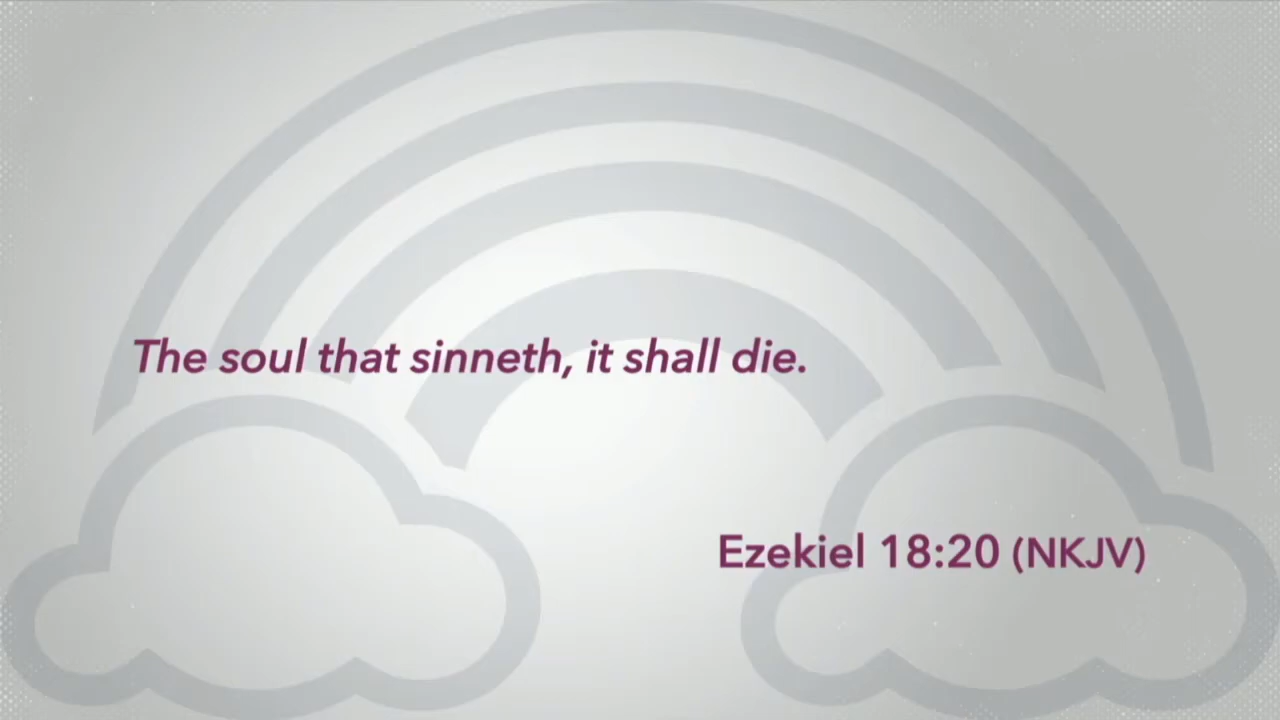 The soul that sinneth, it shall die.
Ezekiel 18:20 (NKJV)